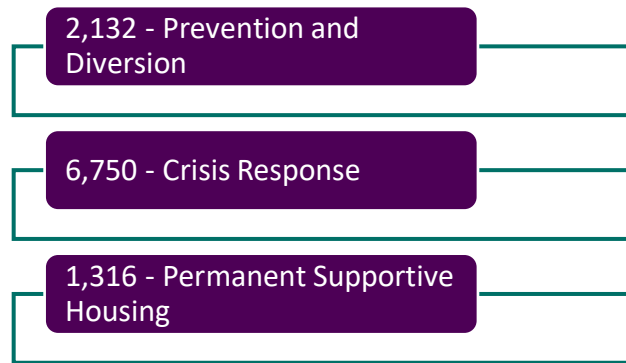 2,132 - Prevention and
Diversion
6,750 - Crisis Response
1,316 - Permanent Supportive
Housing